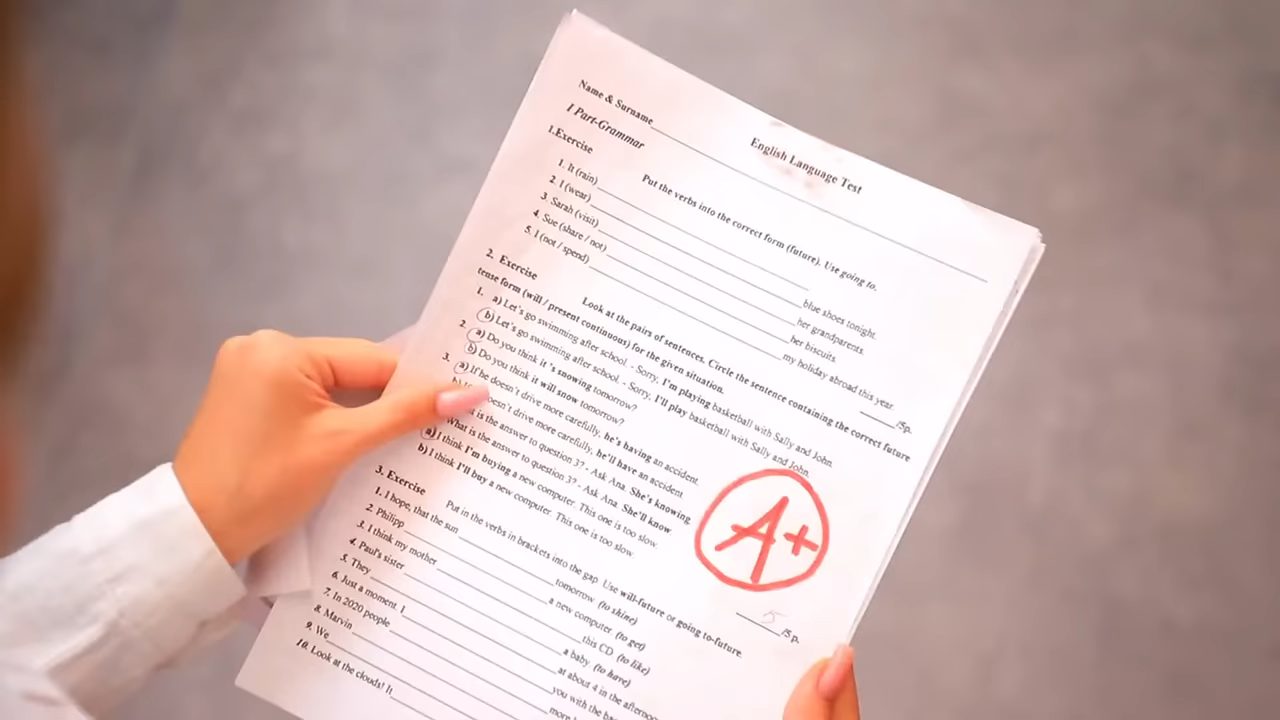 English Language Test
Name & Surname
I Part-Grammar
1.Exercise
Put the verbs into the correct form (future). Use going to.
1. It (rain)
2. I (wear) blue shoes tonight.
3. Sarah (visit) her grandparents.
4. Sue (share / not) her biscuits.
5. I (not / spend) my holiday abroad this year.
/5p.
2. Exercise
Look at the pairs of sentences. Circle the sentence containing the correct future
tense form (will / present continuous) for the given situation.
1. a) Let's go swimming after school. - Sorry, I'm playing basketball with Sally and John.
b) Let's go swimming after school. - Sorry, I'll play basketball with Sally and John.
2. a) Do you think it 's snowing tomorrow?
b) Do you think it will snow tomorrow?
3. a) If he doesn't drive more carefully, he's having an accident.
doesn't drive more carefully, he'll have an accident.
is the answer to question 3? - Ask Ana. She's knowing
What is the answer to question 3? - Ask Ana. She'll know
a) I think I'm buying a new computer. This one is too slow.
b) I think I'll buy a new computer. This one is too slow.
A+
5 /5 p.
3. Exercise
Put in the verbs in brackets into the gap. Use will-future or going to-future.
1. I hope, that the sun tomorrow. (to shine)
2. Philipp a new computer. (to get)
3. I think my mother this CD. (to like)
4. Paul's sister a baby. (to have)
5. They at about 4 in the afternoo
6. Just a moment. I you with the ba
7. In 2020 people more
8. Marvin
9. We
10. Look at the clouds! It